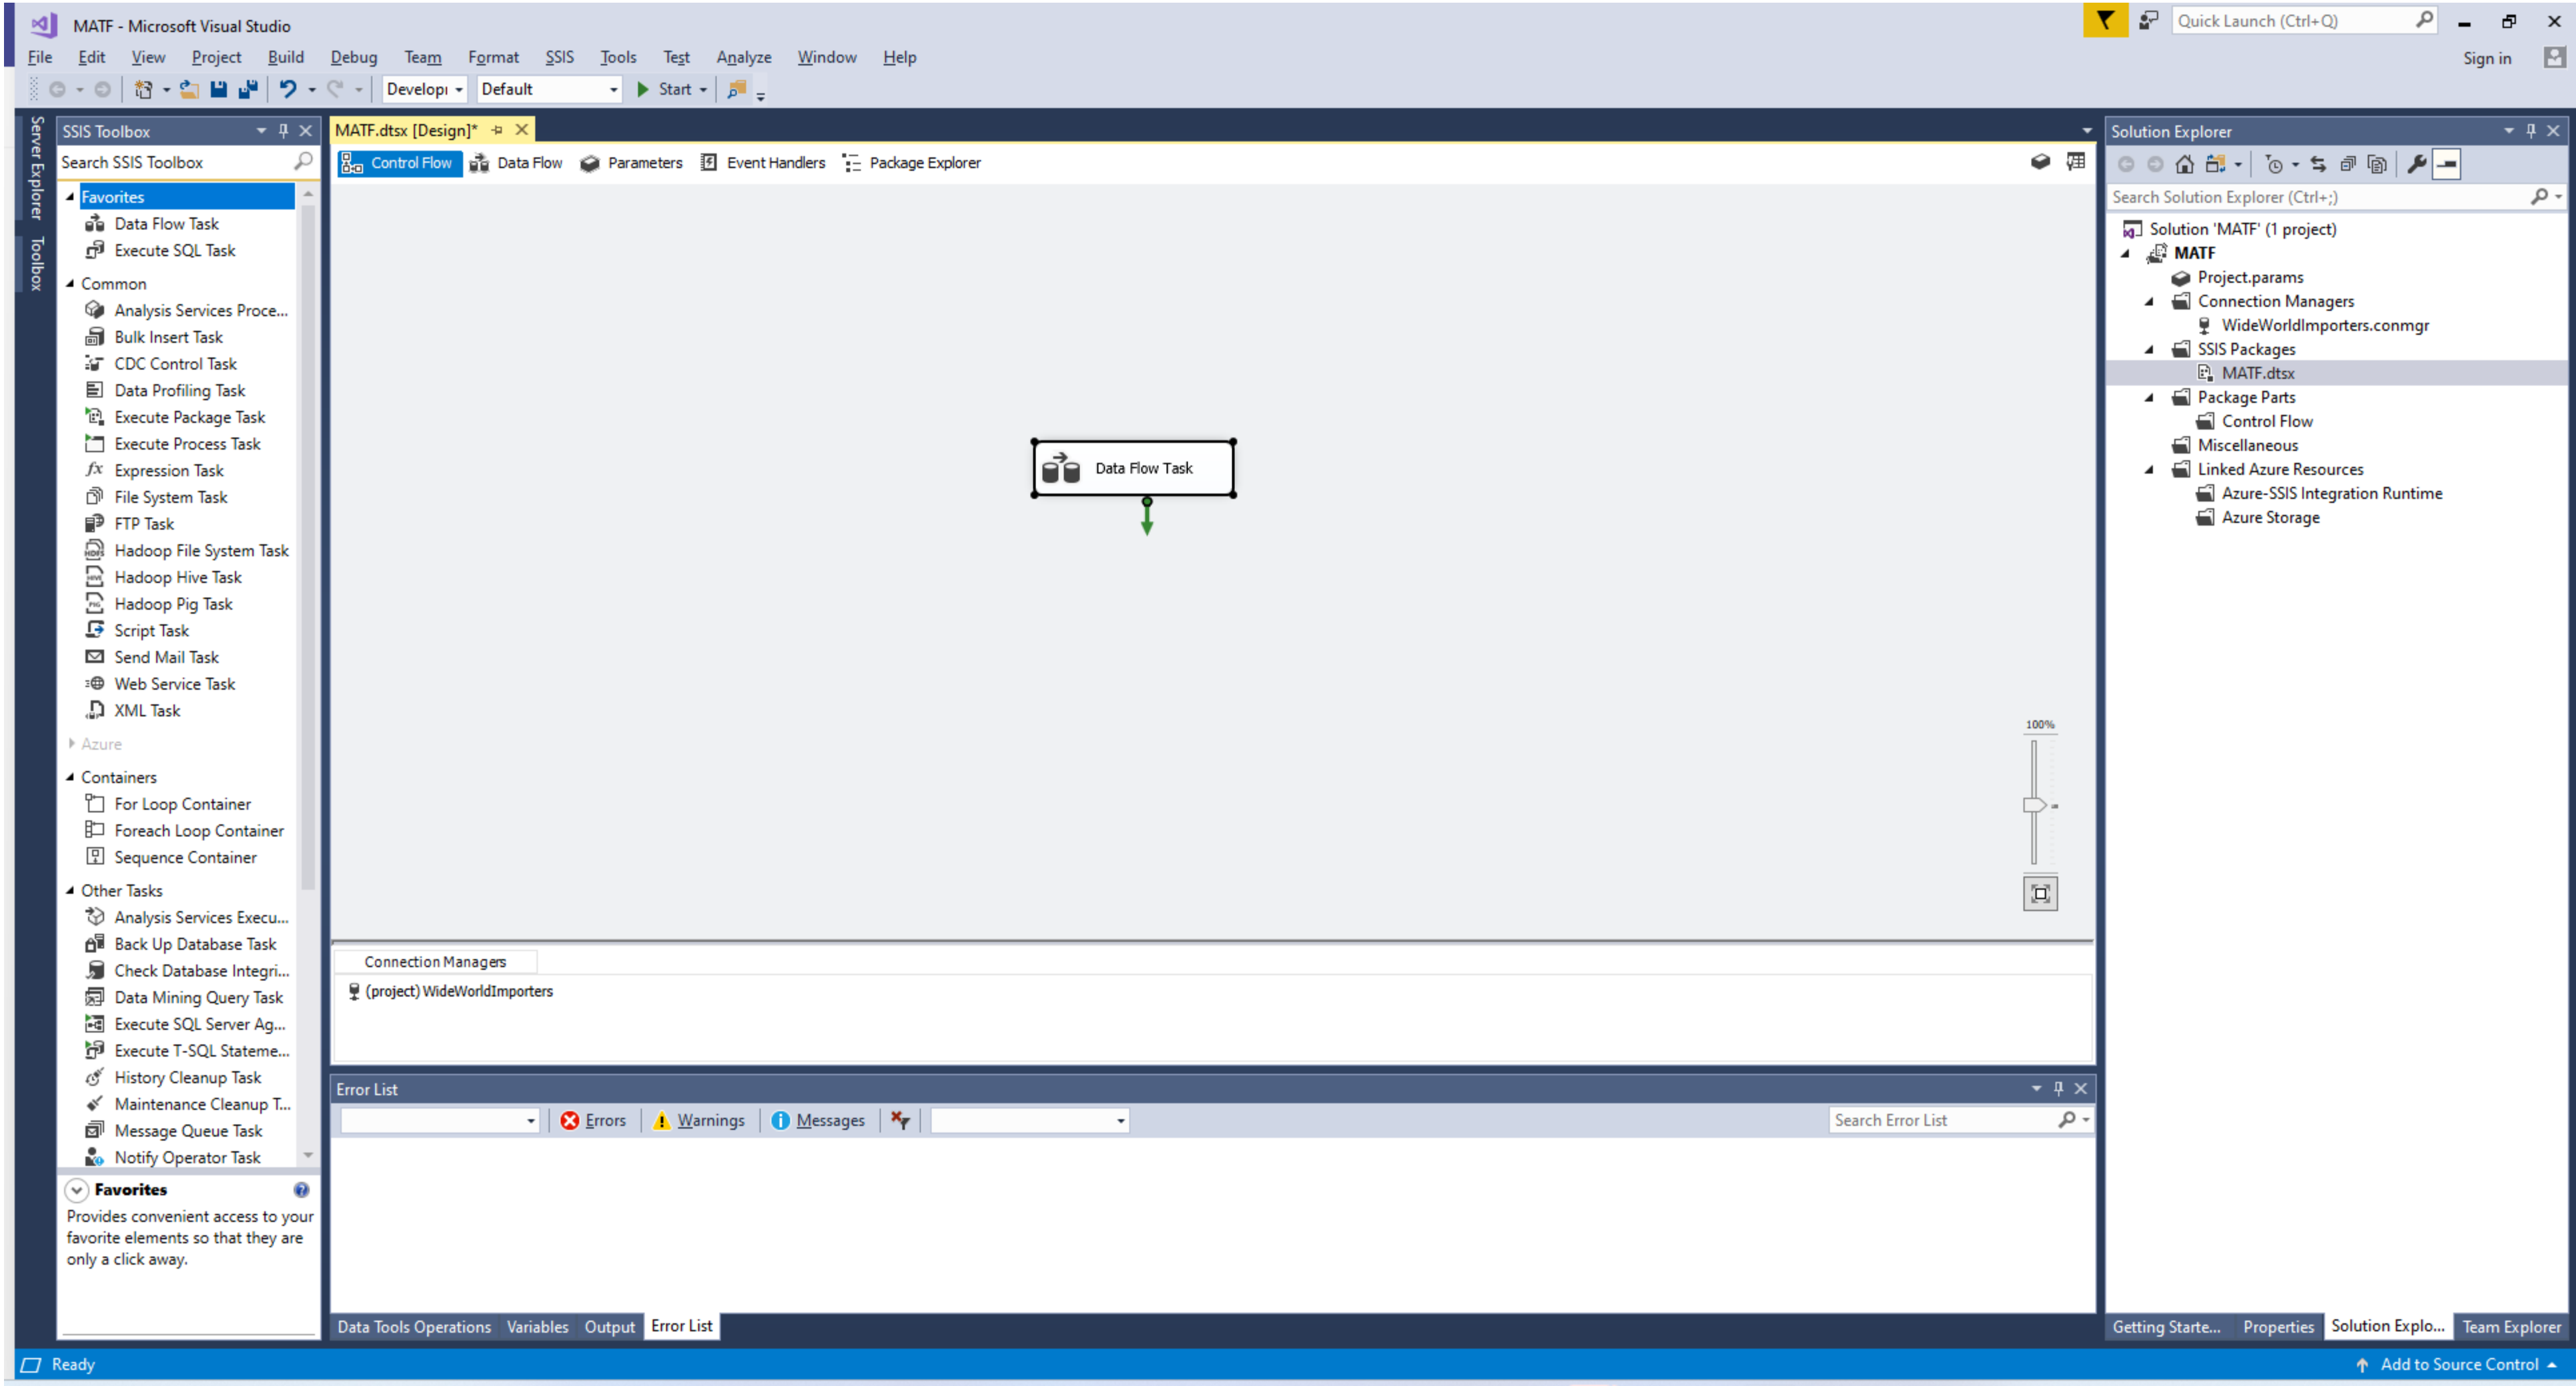 MATF - Microsoft Visual Studio
Quick Launch (Ctrl+Q)
File Edit View Project Build Debug Team Format SSIS Tools Test Analyze Window Help
Sign in
Develop Default Start
Server Explorer
Toolbox
SSIS Toolbox
Search SSIS Toolbox
Favorites
Data Flow Task
Execute SQL Task
Common
Analysis Services Proce...
Bulk Insert Task
CDC Control Task
Data Profiling Task
Execute Package Task
Execute Process Task
fx Expression Task
File System Task
FTP Task
Hadoop File System Task
Hadoop Hive Task
Hadoop Pig Task
Script Task
Send Mail Task
Web Service Task
XML Task
Azure
Containers
For Loop Container
Foreach Loop Container
Sequence Container
Other Tasks
Analysis Services Execu...
Back Up Database Task
Check Database Integri...
Data Mining Query Task
Execute SQL Server Ag...
Execute T-SQL Stateme...
History Cleanup Task
Maintenance Cleanup T...
Message Queue Task
Notify Operator Task
Favorites
Provides convenient access to your
favorite elements so that they are
only a click away.
MATF.dtsx [Design]*
Control Flow Data Flow Parameters Event Handlers Package Explorer
Data Flow Task
100%
Connection Managers
(project) WideWorldImporters
Error List
Errors Warnings Messages
Search Error List
Data Tools Operations Variables Output Error List
Solution Explorer
Search Solution Explorer (Ctrl+;)
Solution 'MATF' (1 project)
MATF
Project.params
Connection Managers
WideWorldImporters.conmgr
SSIS Packages
MATF.dtsx
Package Parts
Control Flow
Miscellaneous
Linked Azure Resources
Azure-SSIS Integration Runtime
Azure Storage
Getting Starte... Properties Solution Explo... Team Explorer
Ready
Add to Source Control